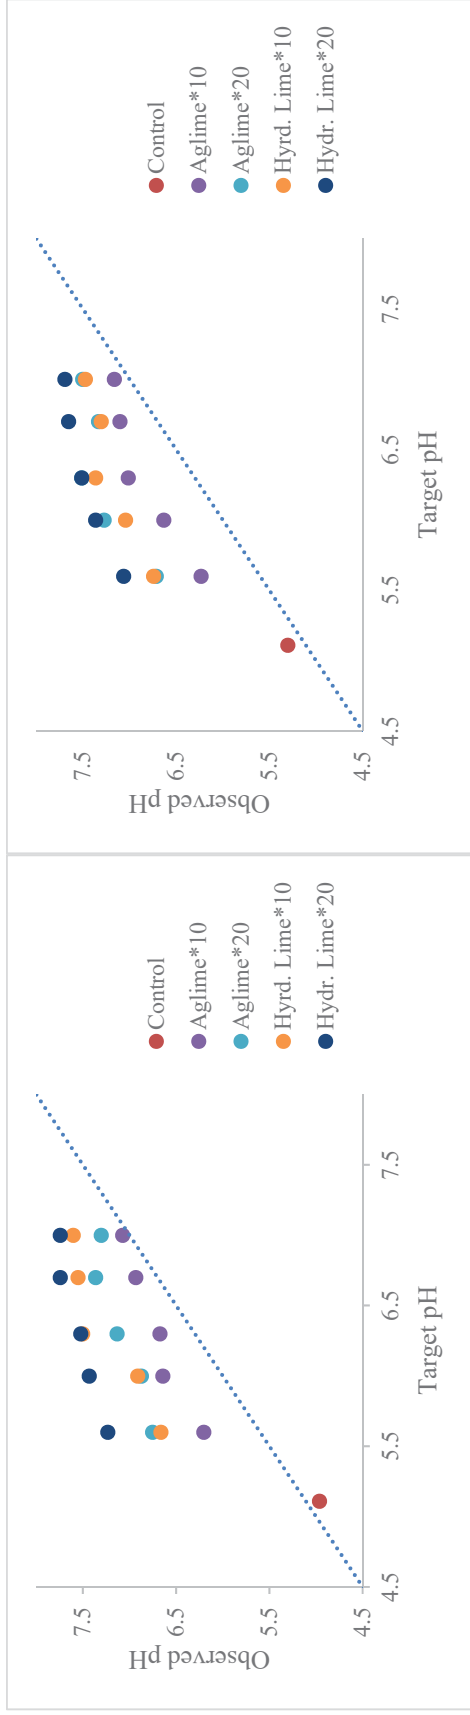 7.5
6.5
5.5
4.5
Observed pH
4.5
5.5
6.5
7.5
Target pH
Control
Aglime*10
Aglime*20
Hyrd. Lime*10
Hydr. Lime*20
7.5
6.5
5.5
4.5
Observed pH
4.5
5.5
6.5
7.5
Target pH
Control
Aglime*10
Aglime*20
Hyrd. Lime*10
Hydr. Lime*20